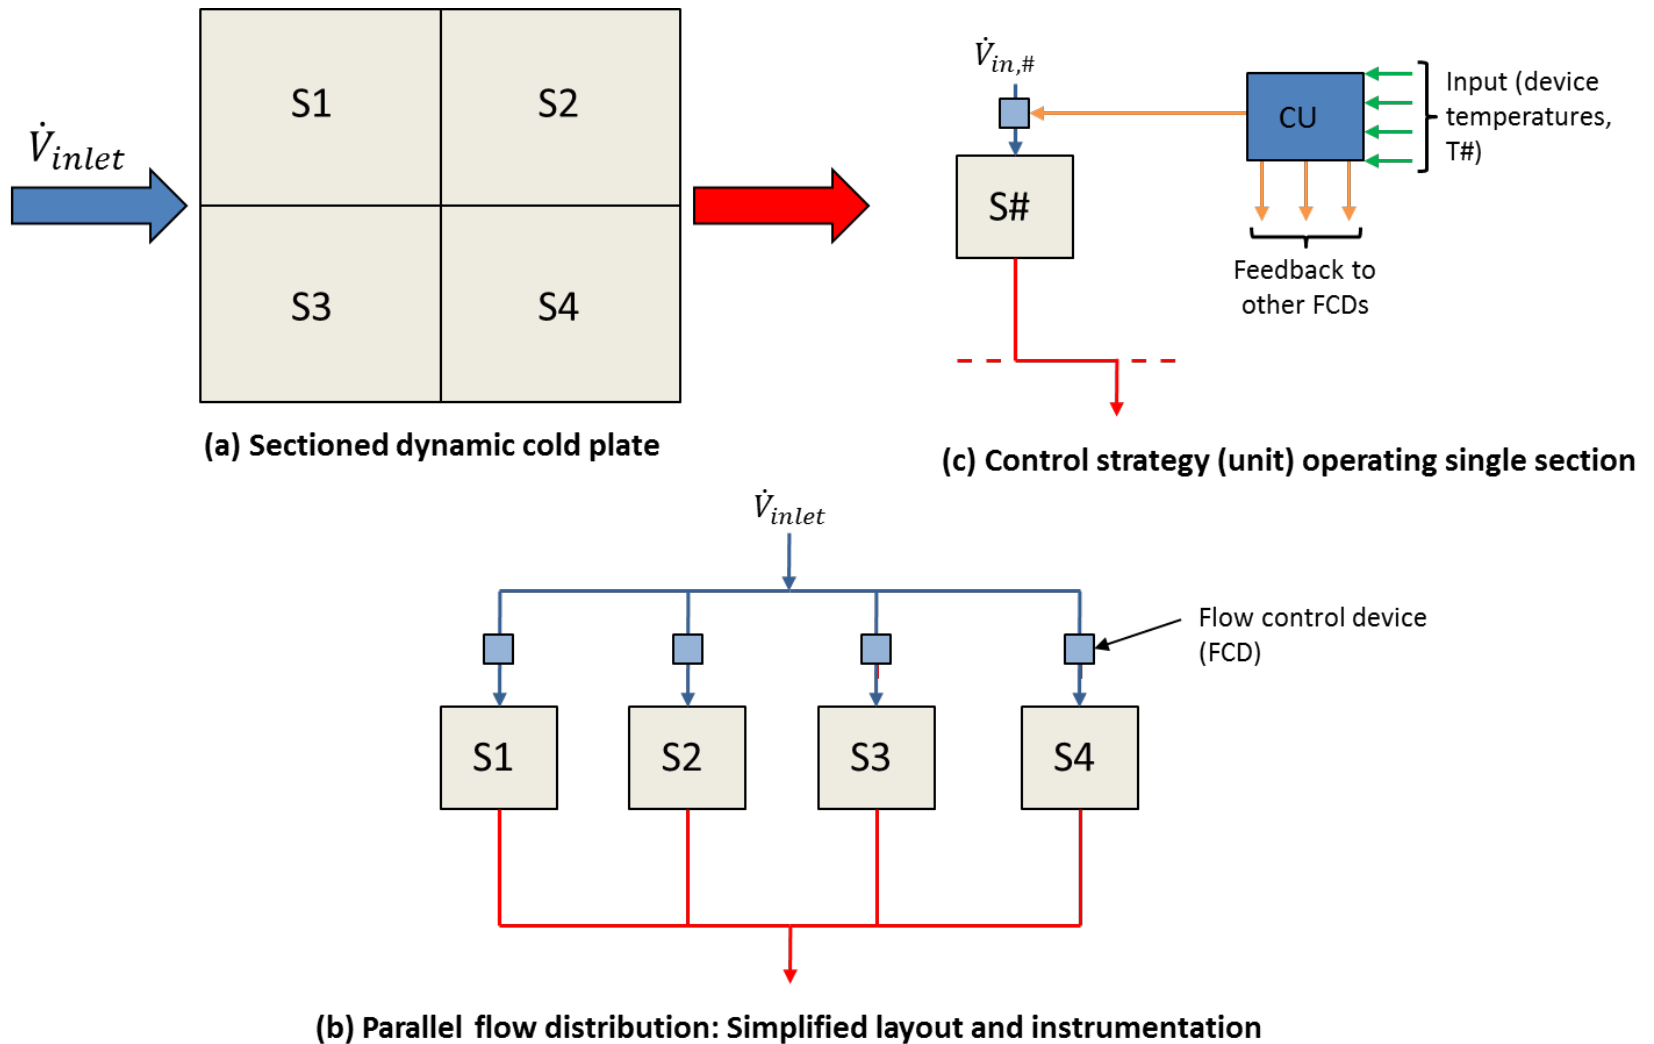 V̇inlet
S1
S2
S3
S4
(a) Sectioned dynamic cold plate
V̇in,#
S#
CU
Input (device
temperatures,
T#)
Feedback to
other FCDs
(c) Control strategy (unit) operating single section
V̇inlet
Flow control device
(FCD)
S1
S2
S3
S4
(b) Parallel flow distribution: Simplified layout and instrumentation